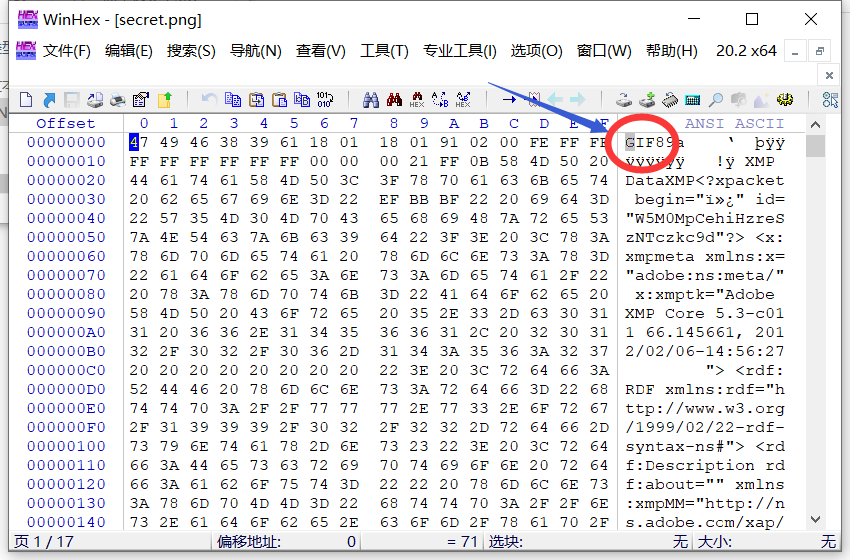 WinHex - [secret.png]
文件(F) 编辑(E) 搜索(S) 导航(N) 查看(V) 工具(T) 专业工具(I) 选项(O) 窗口(W) 帮助(H) 20.2 x64
Offset 0 1 2 3 4 5 6 7 8 9 A B C D E F ANSI ASCII
00000000 47 49 46 38 39 61 18 01 18 01 91 02 00 FE FF FF GIF89a ‘ þÿÿ
00000010 FF FF FF FF FF FF 00 00 00 21 FF 0B 58 4D 50 20 ÿÿÿÿÿÿ !ÿ XMP
00000020 44 61 74 61 58 4D 50 3C 3F 78 70 61 63 6B 65 74 DataXMP<?xpacket
00000030 20 62 65 67 69 6E 3D 22 EF BB BF 22 20 69 64 3D begin="ï»¿" id=
00000040 22 57 35 4D 30 4D 70 43 65 68 69 48 7A 72 65 53 "W5M0MpCehiHzreS
00000050 7A 4E 54 63 7A 6B 63 39 64 22 3F 3E 20 3C 78 3A zNTczkc9d"?> <x:
00000060 78 6D 70 6D 65 74 61 20 78 6D 6C 6E 73 3A 78 3D xmpmeta xmlns:x=
00000070 22 61 64 6F 62 65 3A 6E 73 3A 6D 65 74 61 2F 22 "adobe:ns:meta/"
00000080 20 78 3A 78 6D 70 74 6B 3D 22 41 64 6F 62 65 20 x:xmptk="Adobe
00000090 58 4D 50 20 43 6F 72 65 20 35 2E 33 2D 63 30 31 XMP Core 5.3-c01
000000A0 31 20 36 36 2E 31 34 35 36 36 31 2C 20 32 30 31 1 66.145661, 201
000000B0 32 2F 30 32 2F 30 36 2D 31 34 3A 35 36 3A 32 37 2/02/06-14:56:27
000000C0 20 20 20 20 20 20 20 20 22 3E 20 3C 72 64 66 3A "> <rdf:
000000D0 52 44 46 20 78 6D 6C 6E 73 3A 72 64 66 3D 22 68 RDF xmlns:rdf="h
000000E0 74 74 70 3A 2F 2F 77 77 77 2E 77 33 2E 6F 72 67 ttp://www.w3.org
000000F0 2F 31 39 39 39 2F 30 32 2F 32 32 2D 72 64 66 2D /1999/02/22-rdf-
00000100 73 79 6E 74 61 78 2D 6E 73 23 22 3E 20 3C 72 64 syntax-ns#"> <rd
00000110 66 3A 44 65 73 63 72 69 70 74 69 6F 6E 20 72 64 f:Description rd
00000120 66 3A 61 62 6F 75 74 3D 22 22 20 78 6D 6C 6E 73 f:about="" xmlns
00000130 3A 78 6D 70 4D 4D 3D 22 68 74 74 70 3A 2F 2F 6E :xmpMM="http://n
00000140 73 2E 61 64 6F 62 65 2E 63 6F 6D 2F 78 61 70 2F s.adobe.com/xap/
页 1 / 17 偏移地址: 0 = 71 选块: 无 大小: 无